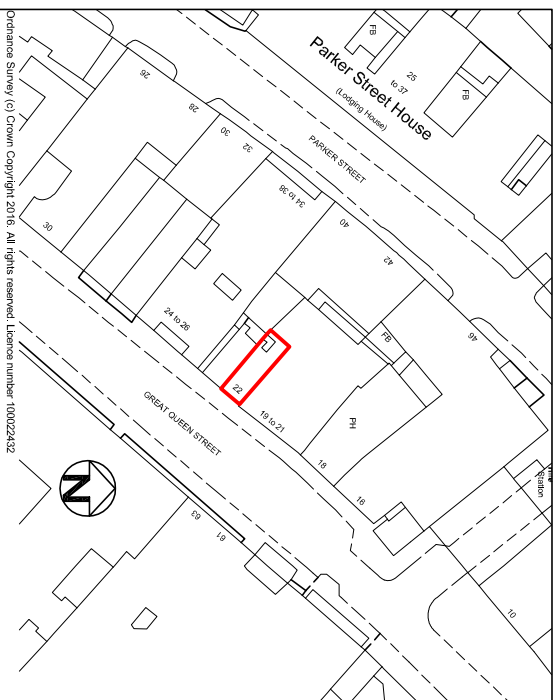 Parker Street House
(Lodging House)
25
to 37
FB
FB
PARKER STREET
26
28
30
32
34 to 38
40
42
46
Station
30
24 to 26
22
19 to 21
18
16
PH
FB
10
GREAT QUEEN STREET
63
61
N
Ordnance Survey (c) Crown Copyright 2016. All rights reserved. Licence number 100022432